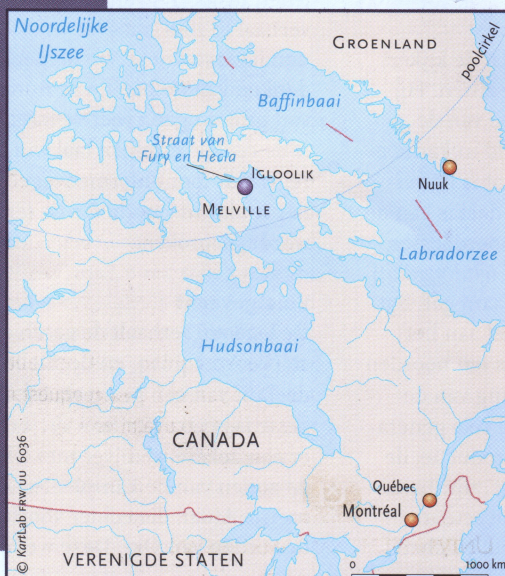 Noordelijke
IJszee
GROENLAND
poolcirkel
Baffinbaai
Straat van
Fury en Hecla
IGLOOLIK
Nuuk
MELVILLE
Labradorzee
Hudsonbaai
CANADA
Québec
Montréal
VERENIGDE STATEN
0 1000 km
© KartLab FRW UU 6036